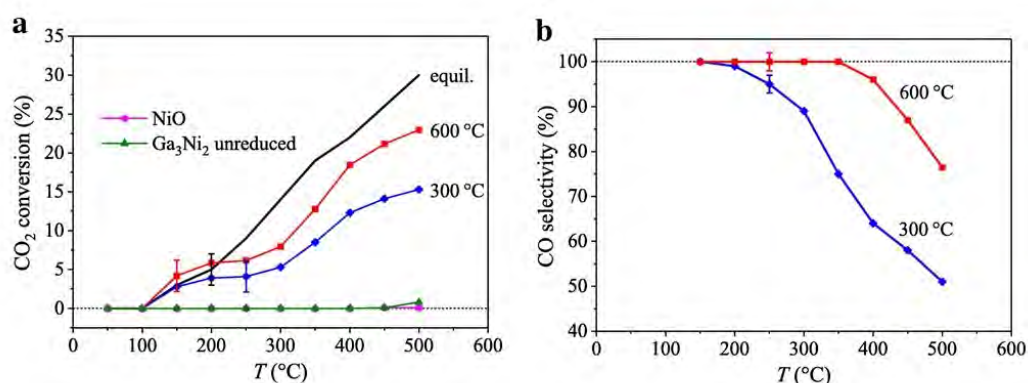 a
35
30
25
20
15
10
5
0
CO₂ conversion (%)
NiO
Ga₃Ni₂ unreduced
equil.
600 °C
300 °C
0 100 200 300 400 500 600
T (°C)
b
100
90
80
70
60
50
40
CO selectivity (%)
600 °C
300 °C
0 100 200 300 400 500 600
T (°C)